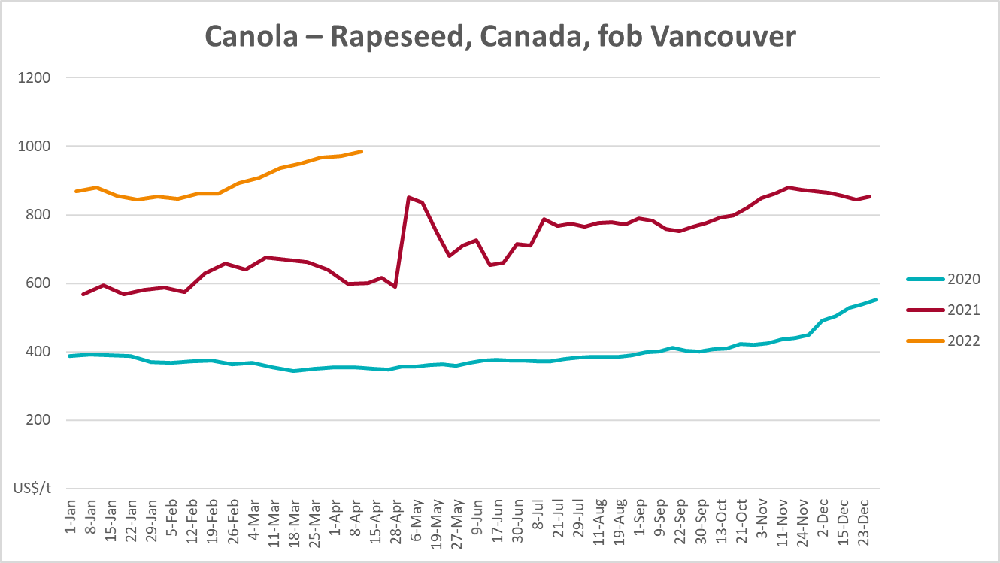 Canola – Rapeseed, Canada, fob Vancouver
1200
1000
800
600
400
200
US$/t
1-Jan
8-Jan
15-Jan
22-Jan
29-Jan
5-Feb
12-Feb
19-Feb
26-Feb
4-Mar
11-Mar
18-Mar
25-Mar
1-Apr
8-Apr
15-Apr
28-Apr
6-May
19-May
27-May
9-Jun
17-Jun
30-Jun
8-Jul
21-Jul
29-Jul
11-Aug
19-Aug
1-Sep
9-Sep
22-Sep
30-Sep
13-Oct
21-Oct
3-Nov
11-Nov
24-Nov
2-Dec
15-Dec
23-Dec
2020
2021
2022